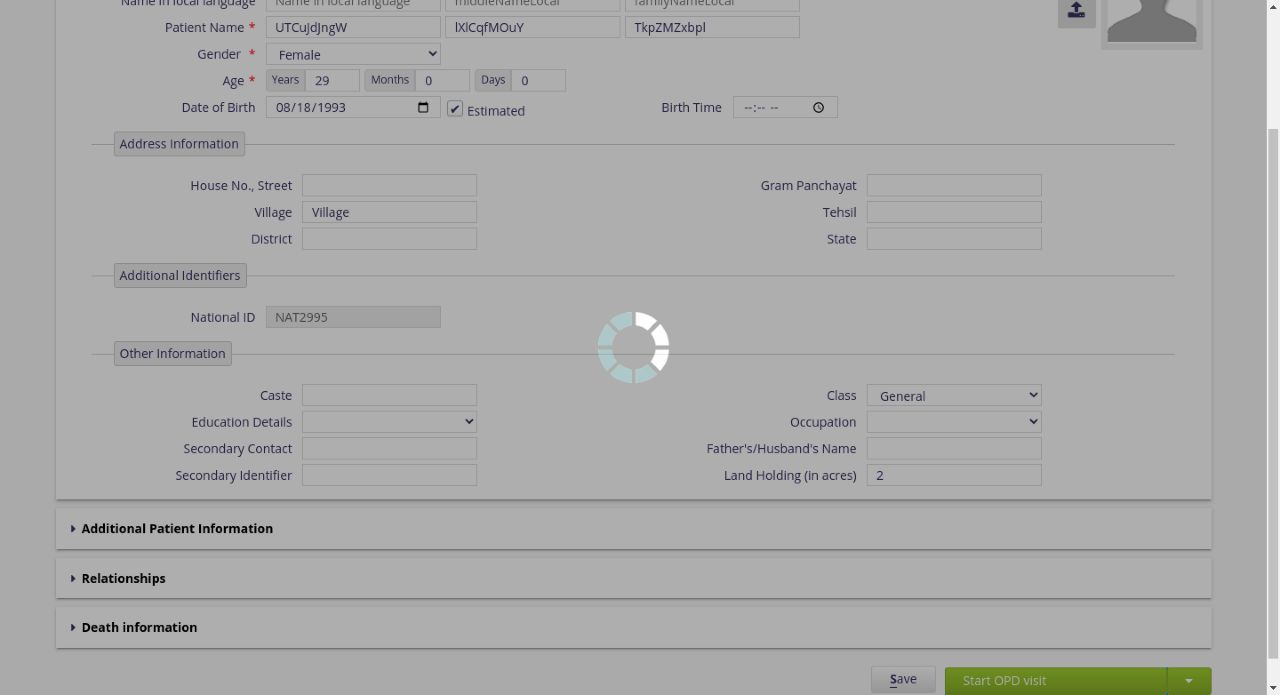 Name in local language Name in local language middleNameLocal familyNameLocal
Patient Name * UTCuJdJngW lXlCqfMOuY TkpZMZxbpl
Gender * Female
Age * Years 29 Months 0 Days 0
Date of Birth 08/18/1993 Estimated Birth Time --:-- --
Address Information
House No., Street Gram Panchayat
Village Village Tehsil
District State
Additional Identifiers
National ID NAT2995
Other Information
Caste Class General
Education Details Occupation
Secondary Contact Father's/Husband's Name
Secondary Identifier Land Holding (in acres) 2
Additional Patient Information
Relationships
Death information
Save Start OPD visit